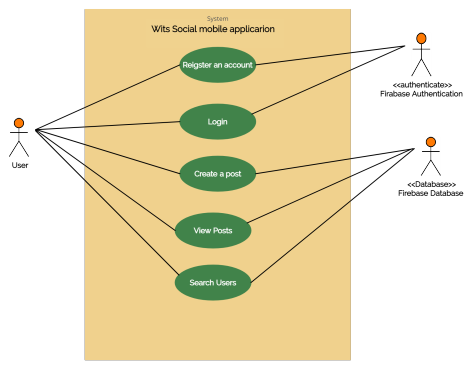 System
Wits Social mobile applicarion
Reigster an account
<<authenticate>>
Firabase Authentication
Login
User
Create a post
<<Database>>
Firebase Database
View Posts
Search Users